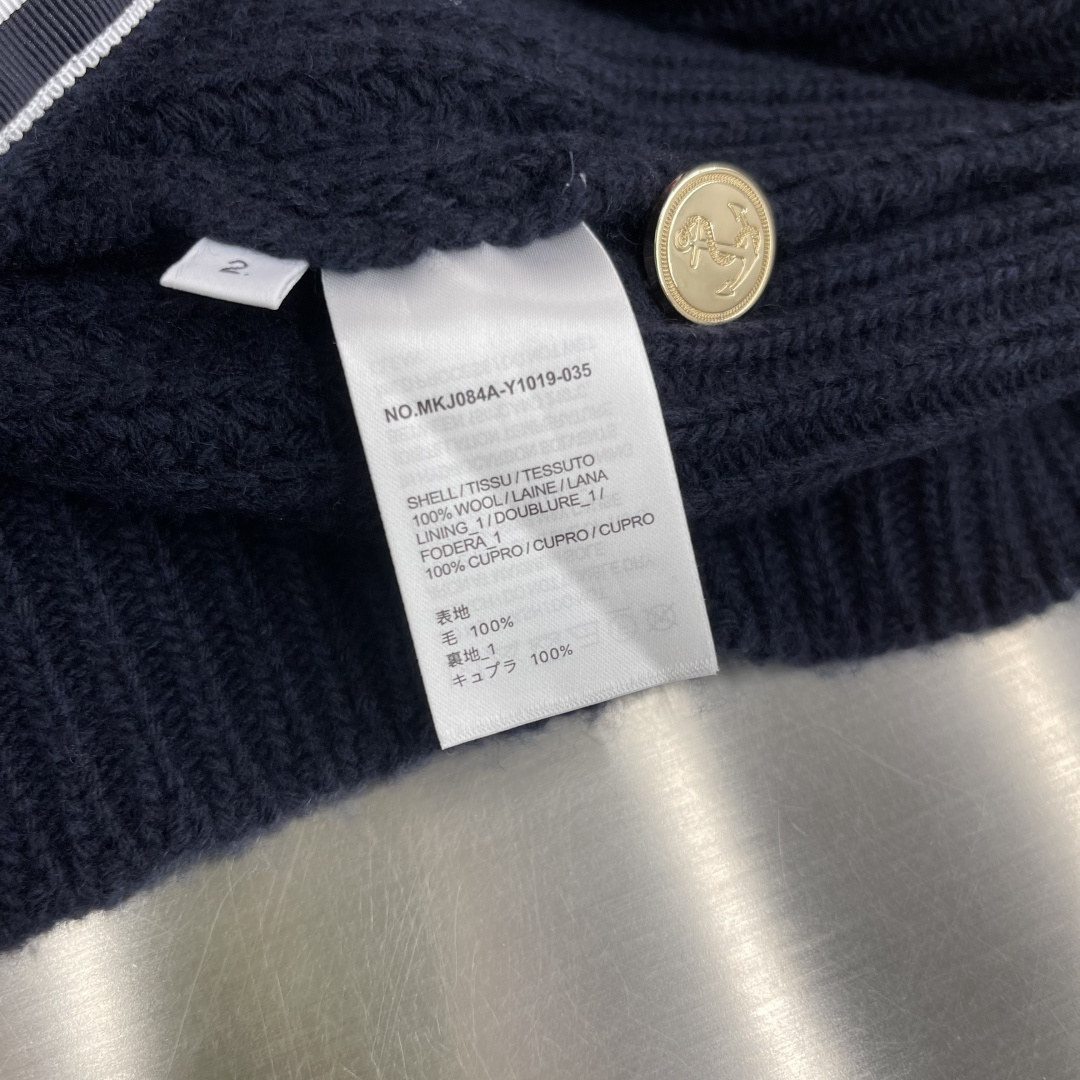 2.
NO.MKJ084A-Y1019-035
SHELL/TISSU/TESSUTO
100% WOOL/LAINE/LANA
LINING_1/DOUBLURE_1/
FODERA_1
100% CUPRO/CUPRO/CUPRO
表地
毛 100%
裏地_1
キュプラ 100%